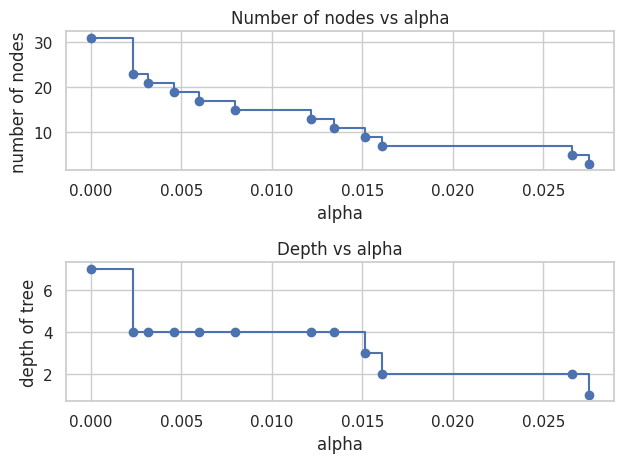 Number of nodes vs alpha
number of nodes
30
20
10
0.000 0.005 0.010 0.015 0.020 0.025
alpha
Depth vs alpha
depth of tree
6
4
2
0.000 0.005 0.010 0.015 0.020 0.025
alpha